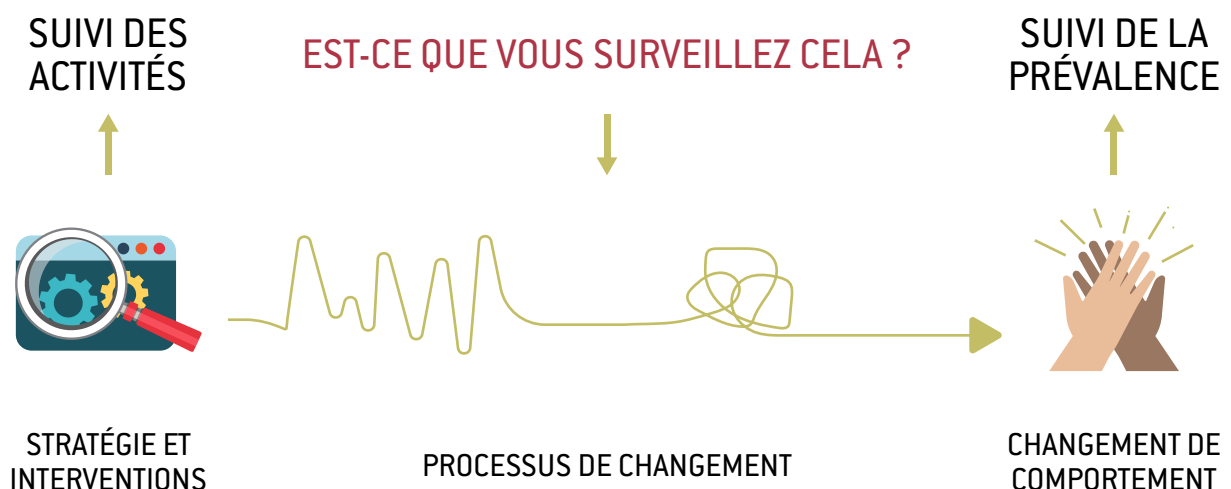 SUIVI DES
ACTIVITÉS
EST-CE QUE VOUS SURVEILLEZ CELA ?
SUIVI DE LA
PRÉVALENCE
STRATÉGIE ET
INTERVENTIONS
PROCESSUS DE CHANGEMENT
CHANGEMENT DE
COMPORTEMENT